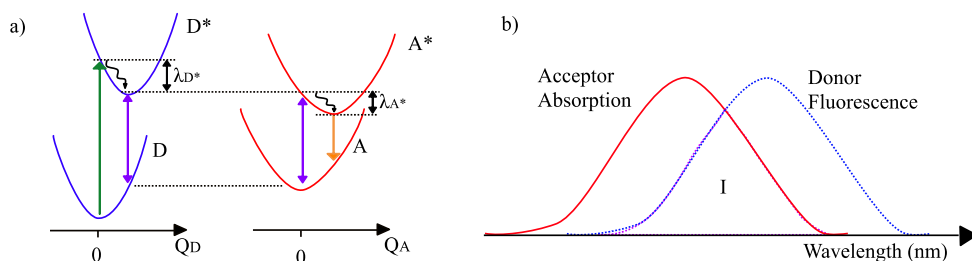 a)
D*
λD*
D
0
QD
A*
λA*
A
0
QA
b)
Acceptor
Absorption
Donor
Fluorescence
I
Wavelength (nm)